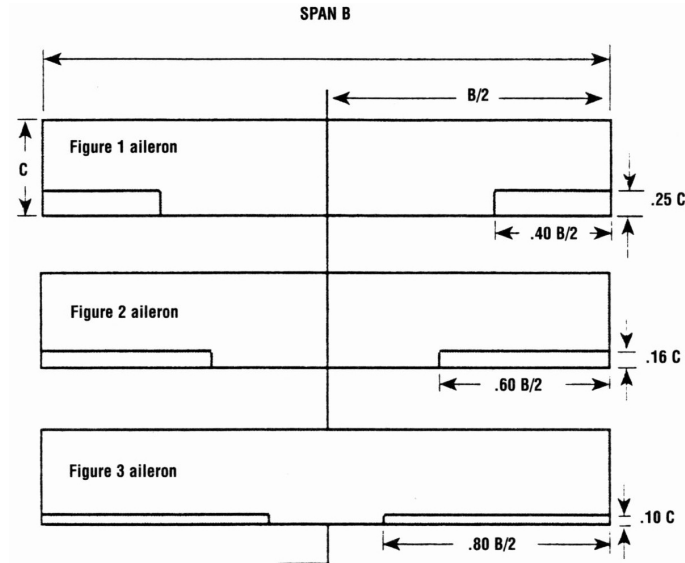 SPAN B
B/2
Figure 1 aileron
C
.25 C
.40 B/2
Figure 2 aileron
.16 C
.60 B/2
Figure 3 aileron
.10 C
.80 B/2